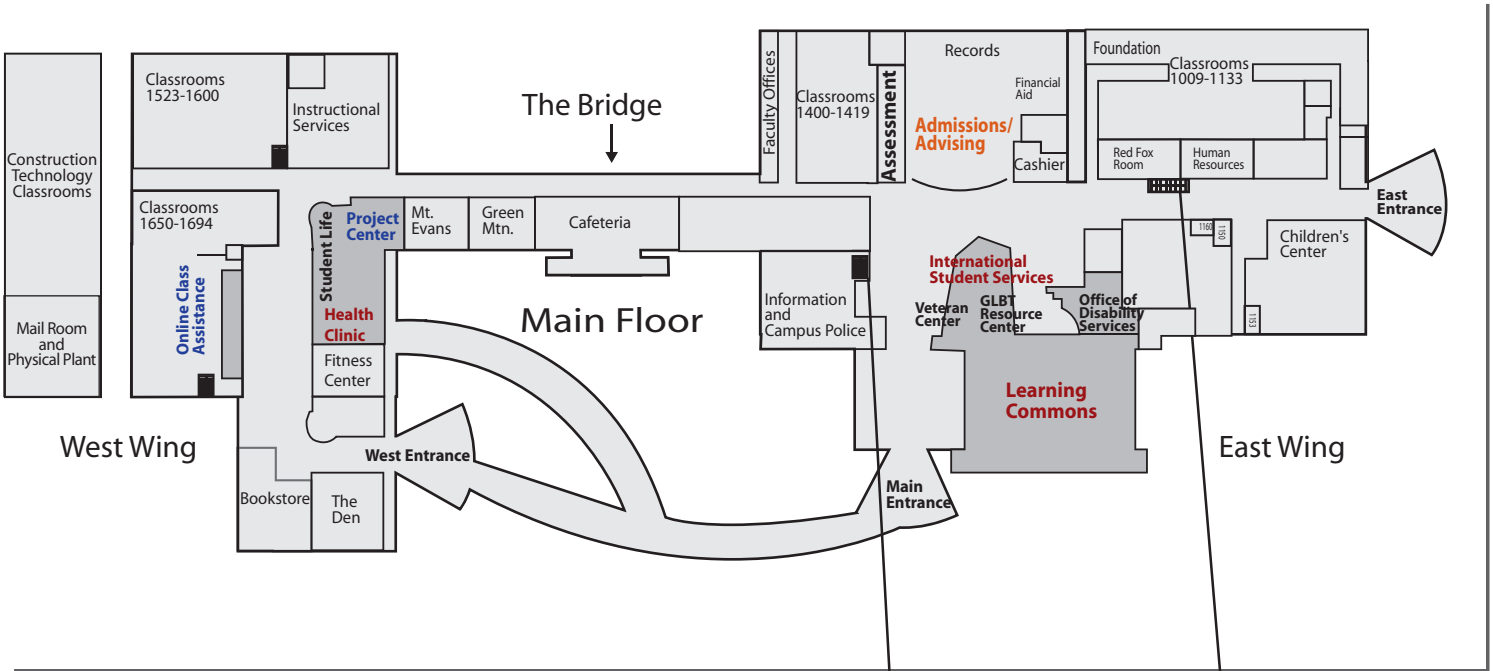 Classrooms
1523-1600
Instructional
Services
Construction
Technology
Classrooms
Mail Room
and
Physical Plant
Classrooms
1650-1694
Online Class
Assistance
Student Life
Project
Center
Health
Clinic
Fitness
Center
Mt.
Evans
Green
Mtn.
Cafeteria
The Bridge
Main Floor
West Wing
West Entrance
Bookstore
The
Den
Faculty Offices
Classrooms
1400-1419
Assessment
Records
Financial
Aid
Admissions/
Advising
Cashier
Foundation
Classrooms
1009-1133
Red Fox
Room
Human
Resources
East
Entrance
1160
1150
Children's
Center
1153
Information
and
Campus Police
International
Student Services
Veteran
Center
GLBT
Resource
Center
Office of
Disability
Services
Learning
Commons
Main
Entrance
East Wing